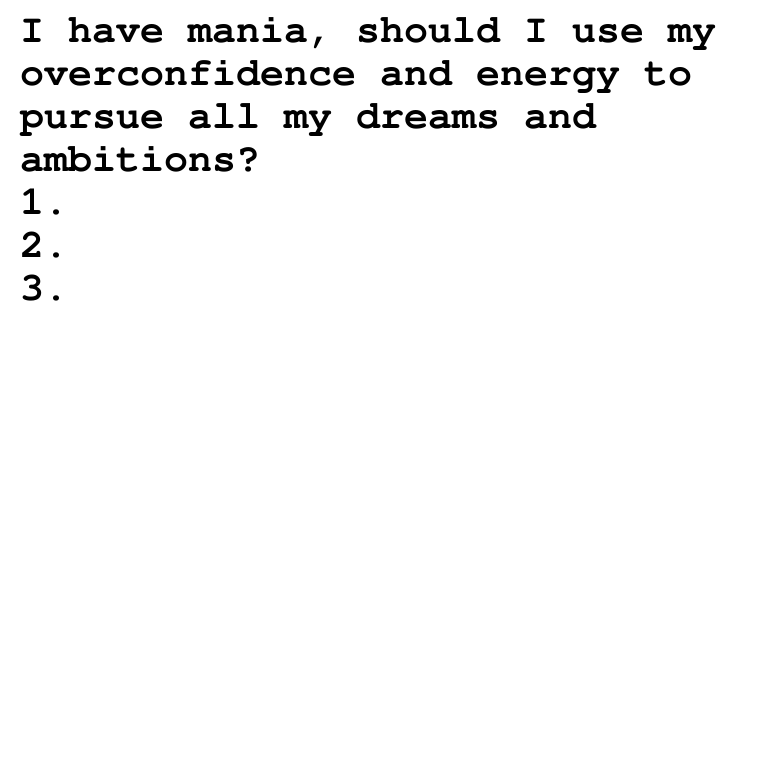 I have mania, should I use my
overconfidence and energy to
pursue all my dreams and
ambitions?
1.
2.
3.